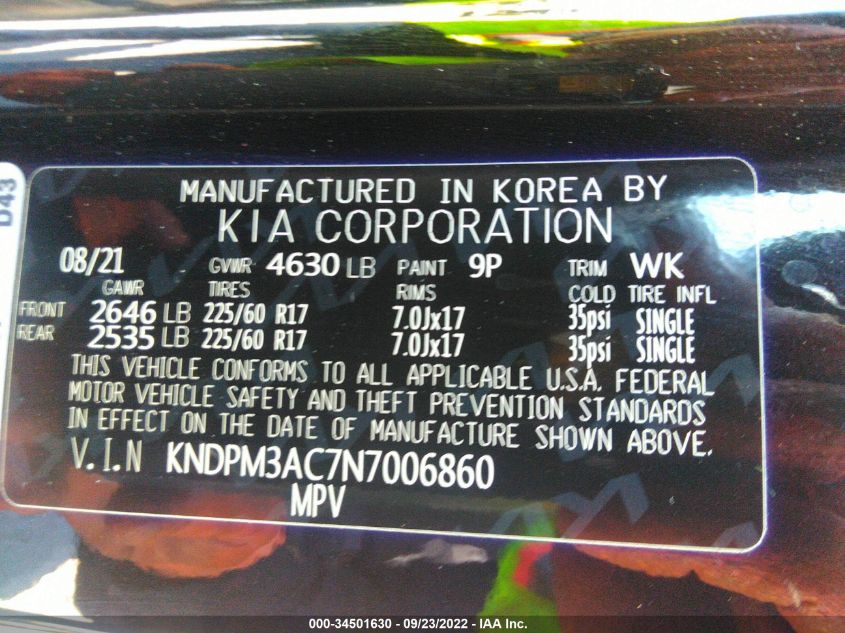 D43
MANUFACTURED IN KOREA BY
KIA CORPORATION
08/21 GVWR 4630 LB PAINT 9P TRIM WK
GAWR TIRES RIMS COLD TIRE INFL
FRONT 2646 LB 225/60 R17 7.0Jx17 35psi SINGLE
REAR 2535 LB 225/60 R17 7.0Jx17 35psi SINGLE
THIS VEHICLE CONFORMS TO ALL APPLICABLE U.S.A. FEDERAL
MOTOR VEHICLE SAFETY AND THEFT PREVENTION STANDARDS
IN EFFECT ON THE DATE OF MANUFACTURE SHOWN ABOVE.
V.I.N KNDPM3AC7N7006860
MPV
000-34501630 - 09/23/2022 - IAA Inc.